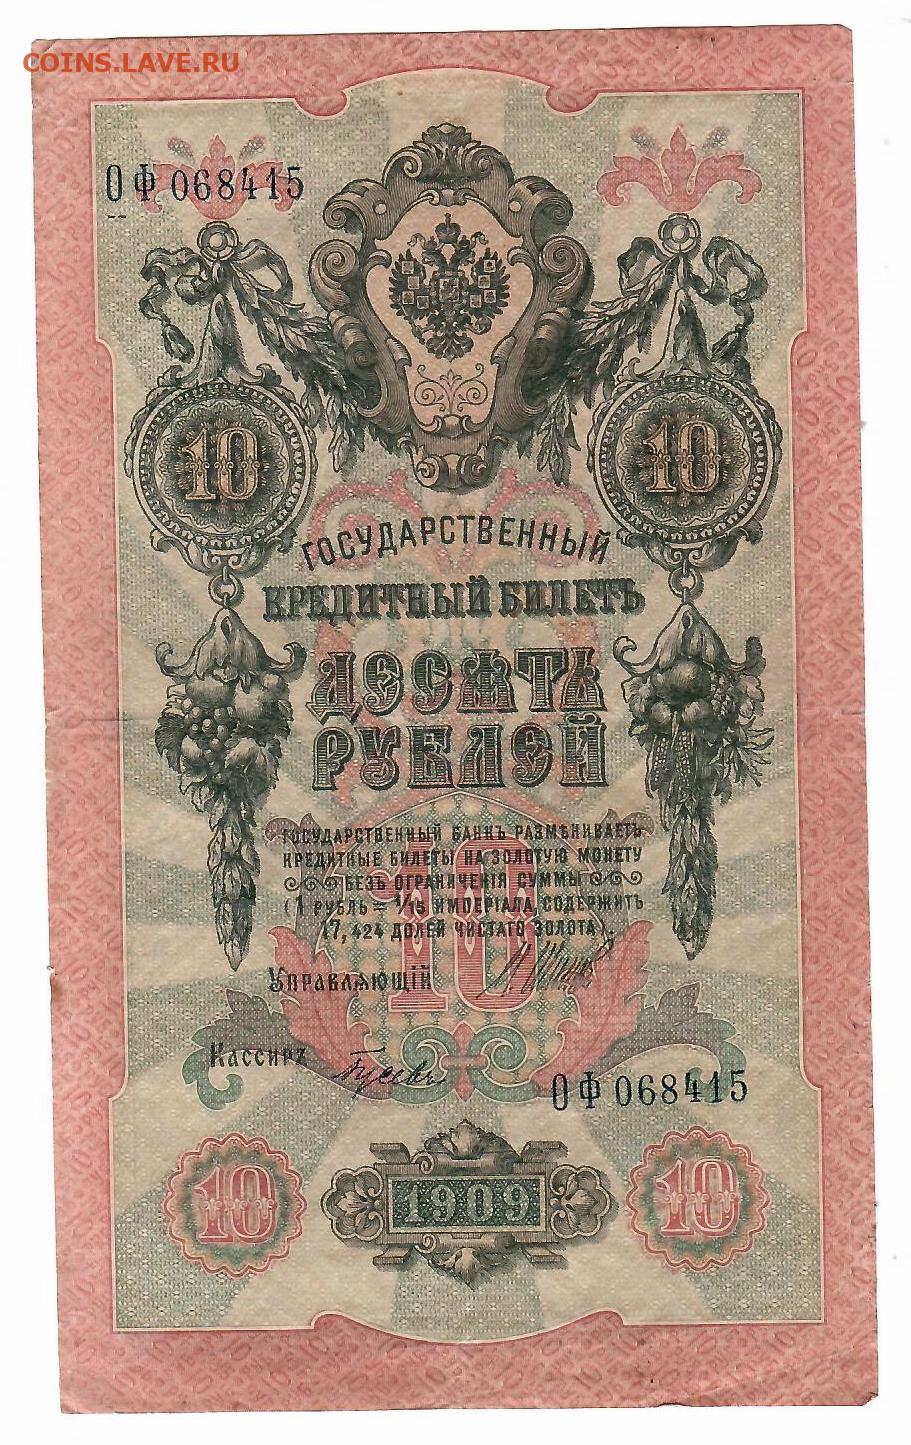 COINS.LAVE.RU
ОФ 068415
10 10
ГОСУДАРСТВЕННЫЙ
КРЕДИТНЫЙ БИЛЕТЪ
ДЕСЯТЬ
РУБЛЕЙ
10
ГОСУДАРСТВЕННЫЙ БАНКЪ РАЗМѢНИВАЕТЪ
КРЕДИТНЫЕ БИЛЕТЫ НА ЗОЛОТУЮ МОНЕТУ
БЕЗЪ ОГРАНИЧЕНІЯ СУММЫ
(1 РУБЛЬ = 1/15 ИМПЕРІАЛА, СОДЕРЖИТЪ
17,424 ДОЛЕЙ ЧИСТАГО ЗОЛОТА).
УПРАВЛЯЮЩІЙ
КАССИРЪ Гусевъ
ОФ 068415
10 1909 10